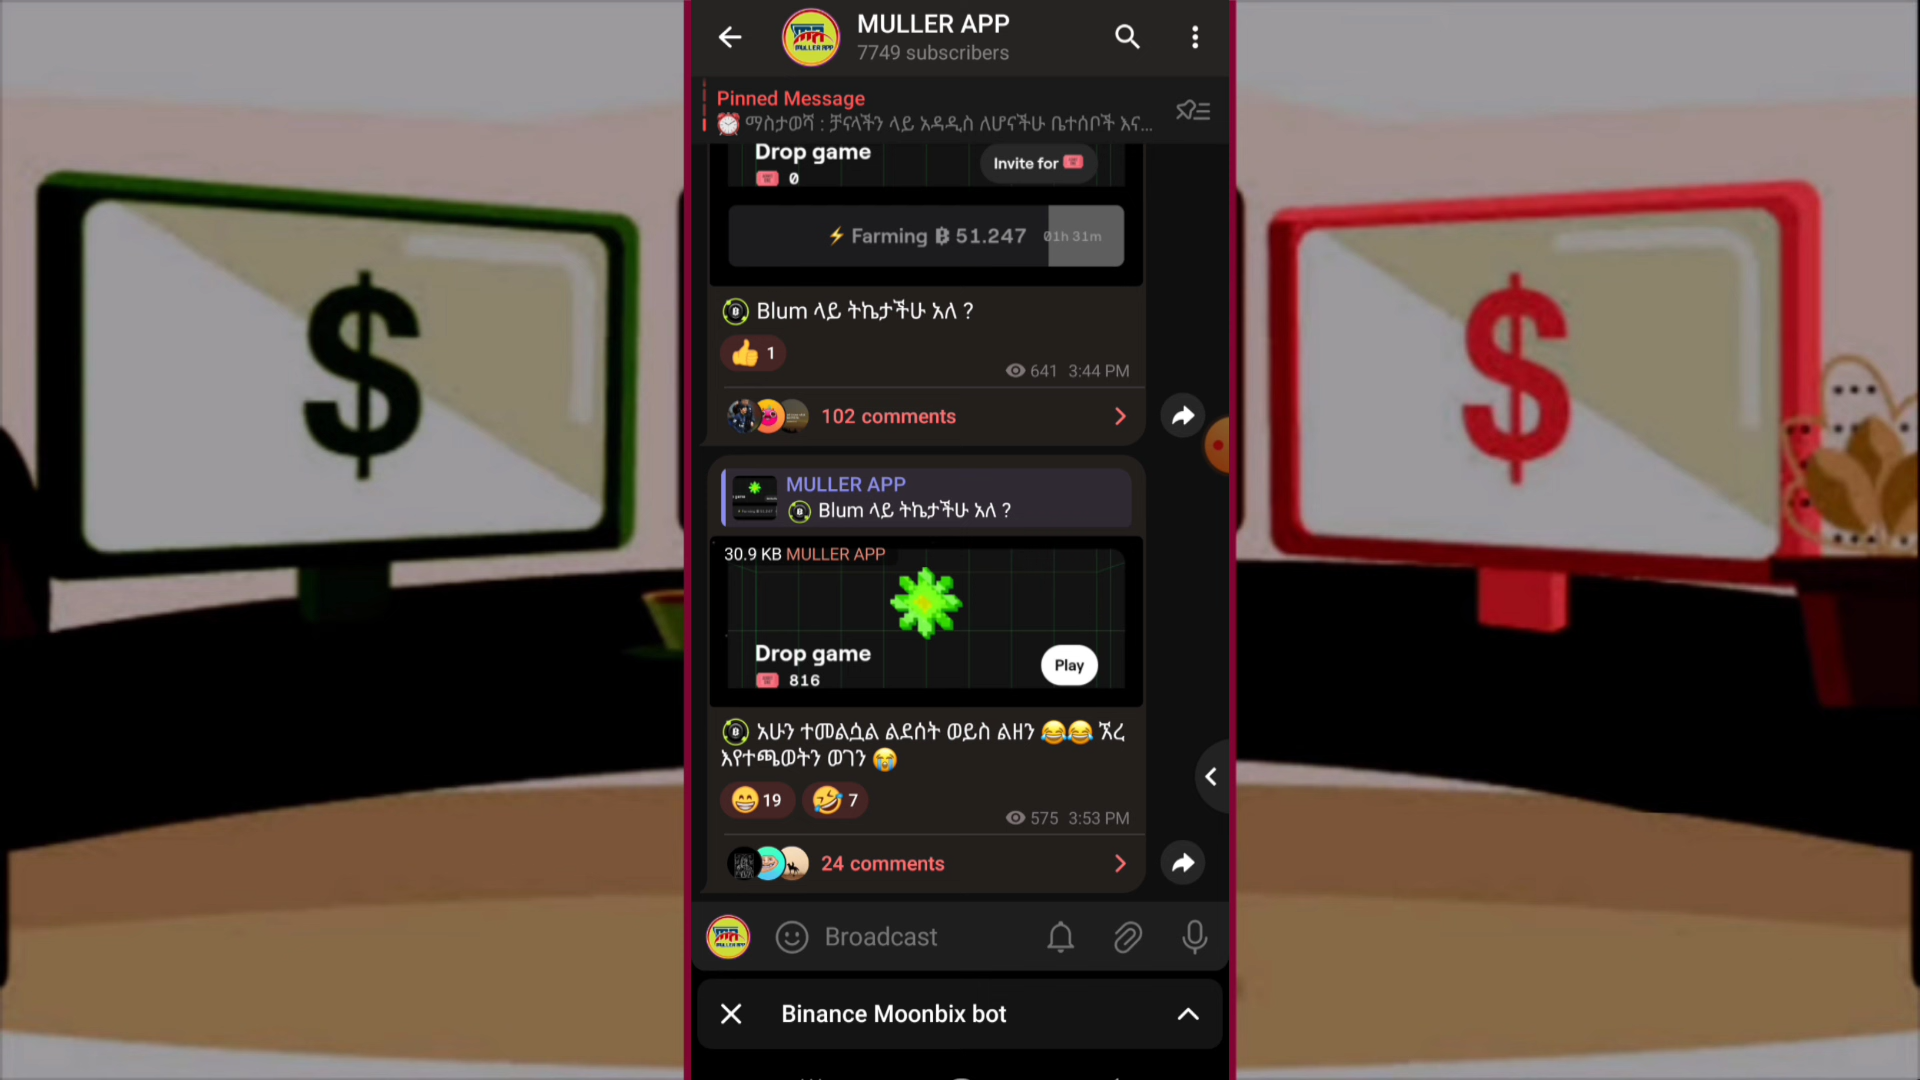 MULLER APP
7749 subscribers
Pinned Message
⏰ ማስታወሻ : ቻናላችን ላይ አዳዲስ ለሆናችሁ ቤተሰቦች እና...
Drop game
0
Invite for
⚡ Farming ฿ 51.247 01h 31m
Blum ላይ ትኬታችሁ አለ ?
👍 1
641 3:44 PM
102 comments
MULLER APP
Blum ላይ ትኬታችሁ አለ ?
30.9 KB MULLER APP
Drop game
816
Play
አሁን ተመልሷል ልደሰት ወይስ ልዘን 😂😂 ኧረ
እየተጫወትን ወገን 😭
😁 19 🤣 7
575 3:53 PM
24 comments
Broadcast
Binance Moonbix bot
$
$